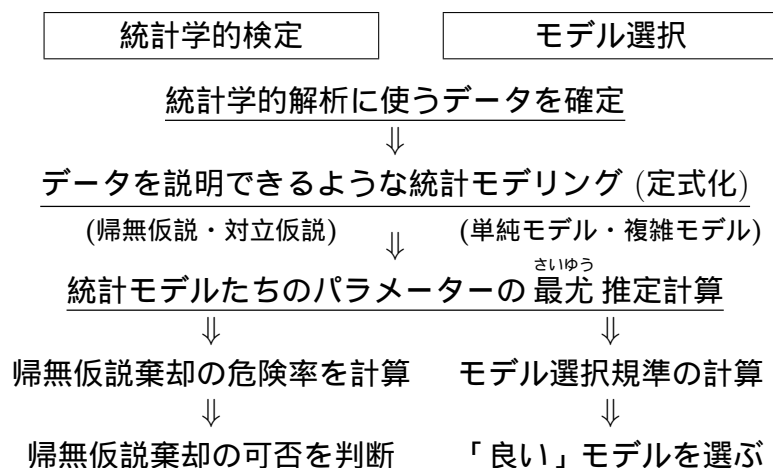 統計学的検定 モデル選択
統計学的解析に使うデータを確定
⇓
データを説明できるような統計モデリング (定式化)
(帰無仮説・対立仮説) ⇓ (単純モデル・複雑モデル)
さいゆう
統計モデルたちのパラメーターの 最尤 推定計算
⇓ ⇓
帰無仮説棄却の危険率を計算 モデル選択規準の計算
⇓ ⇓
帰無仮説棄却の可否を判断 「良い」モデルを選ぶ